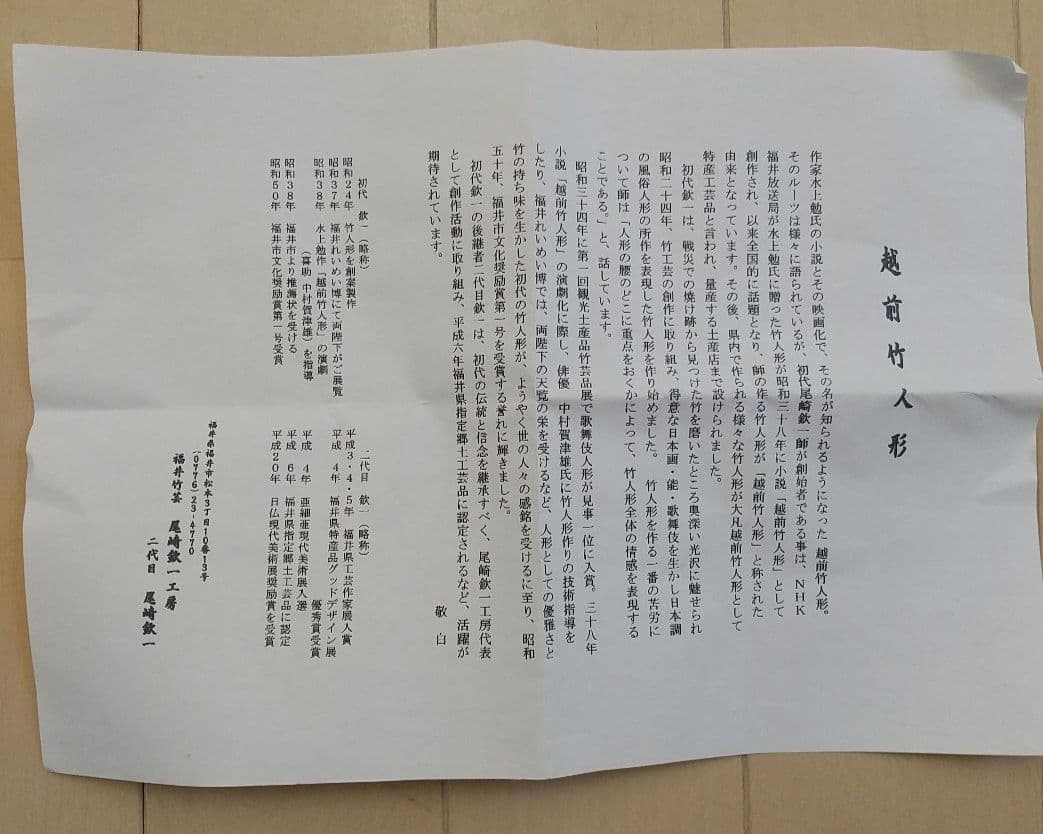 越前竹人形
作家水上勉氏の小説とその映画化で、その名が知られるようになった 越前竹人形。
そのルーツは様々に語られているが、初代尾崎欽一師が創始者である事は、NHK
福井放送局が水上勉氏に贈った竹人形が昭和三十八年に小説「越前竹人形」として
創作され、以来全国的に話題となり、師の作る竹人形が「越前竹人形」と称された
由来となっています。その後、県内で作られる様々な竹人形が大凡越前竹人形として
特産工芸品と言われ、量産する土産店まで設けられました。
初代欽一は、戦災での焼け跡から見つけた竹を磨いたところ奥深い光沢に魅せられ
昭和二十四年、竹工芸の創作に取り組み、得意な日本画・能・歌舞伎を生かし日本調
の風俗人形の所作を表現した竹人形を作り始めました。 竹人形を作る一番の苦労に
ついて師は「人形の腰のどこに重点をおくかによって、竹人形全体の情感を表現する
ことである。」と、話しています。
昭和三十四年に第一回観光土産品竹芸品展で歌舞伎人形が見事一位に入賞。三十八年
小説「越前竹人形」の演劇化に際し、俳優 中村賀津雄氏に竹人形作りの技術指導を
したり、福井れいめい博では、両陛下の天覧の栄を受けるなど、人形としての優雅さと
竹の持ち味を生かした初代の竹人形が、ようやく世の人々の感銘を受けるに至り、昭和
五十年、福井市文化奨励賞第一号を受賞する誉れに輝きました。
初代欽一の後継者二代目欽一は、初代の伝統と信念を継承すべく、尾崎欽一工房代表
として創作活動に取り組み、平成六年福井県指定郷土工芸品に認定されるなど、活躍が
期待されています。
敬白
初代 欽一(略称)
昭和24年 竹人形を創案製作
昭和37年 福井れいめい博にて両陛下がご展覧
昭和38年 水上勉作「越前竹人形」の演劇
(喜助 中村賀津雄)を指導
昭和38年 福井市より推薦状を受ける
昭和50年 福井市文化奨励賞第一号受賞
二代目 欽一(略称)
平成3・4・5年 福井県工芸作家展入賞
平成 4年 福井県特産品グッドデザイン展
優秀賞受賞
平成 4年 亜細亜現代美術展入選
平成 6年 福井県指定郷土工芸品に認定
平成20年 日仏現代美術展奨励賞を受賞
福井県福井市松本3丁目10番13号
(0776)23-4770
福井竹芸 尾崎欽一工房
二代目 尾崎欽一